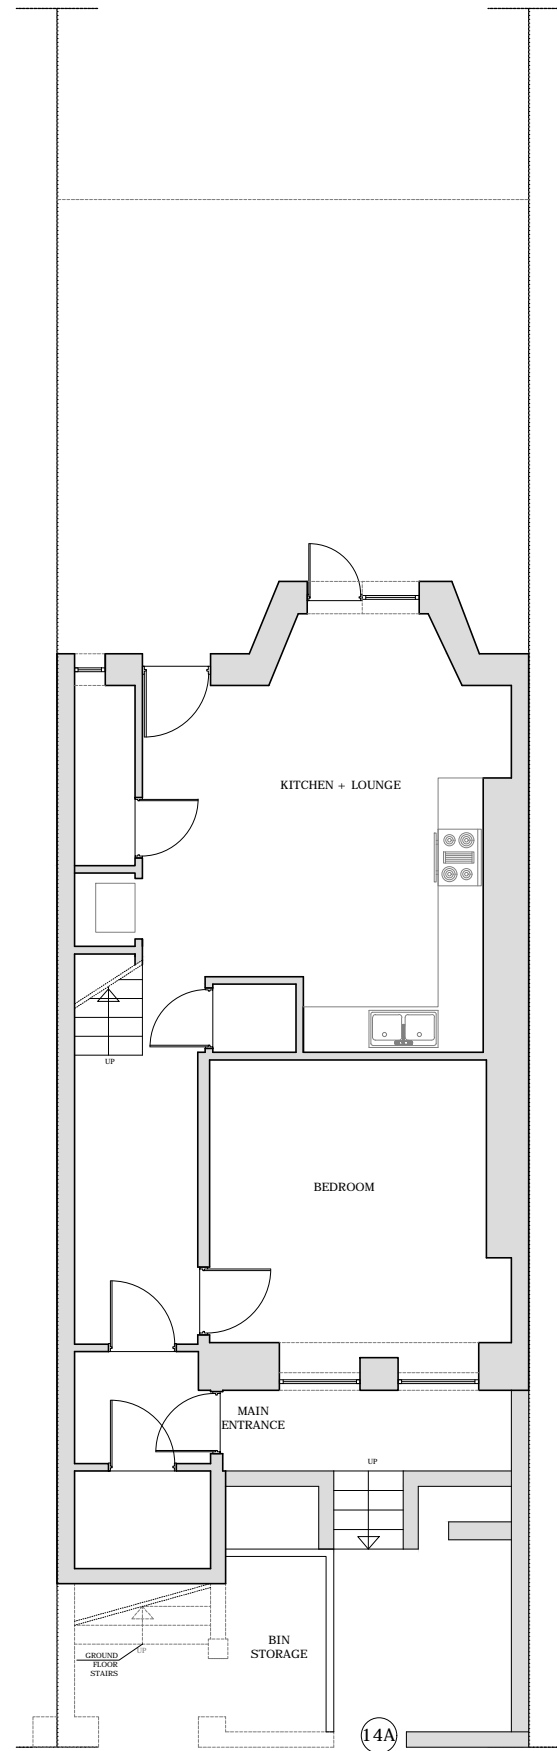 KITCHEN + LOUNGE
UP
BEDROOM
MAIN
ENTRANCE
UP
BIN
STORAGE
GROUND
FLOOR
STAIRS
UP
14A